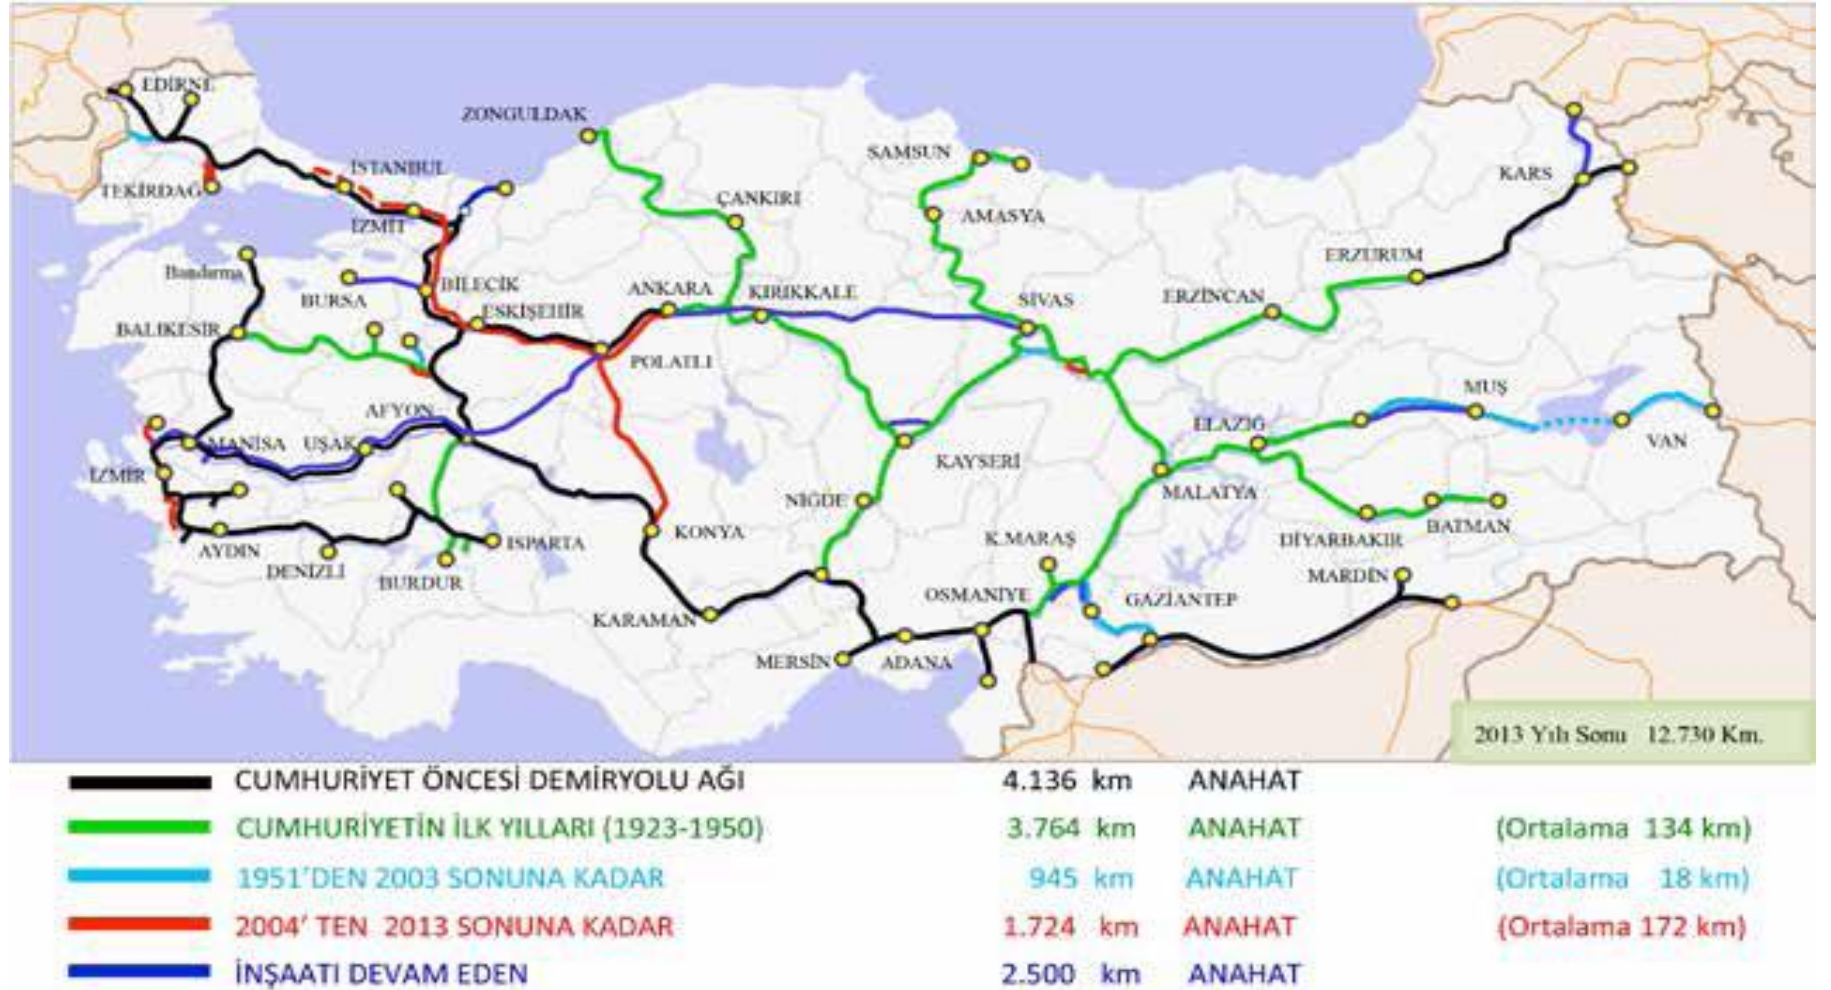 EDİRNE
ZONGULDAK
SAMSUN
İSTANBUL
KARS
TEKİRDAĞ
ÇANKIRI
AMASYA
İZMİT
ERZURUM
Bandırma
BİLECİK
BURSA
ANKARA
KIRIKKALE
SİVAS
ERZİNCAN
ESKİŞEHİR
BALIKESİR
POLATLI
MUŞ
AFYON
ELAZIĞ
MANİSA
UŞAK
VAN
KAYSERİ
İZMİR
MALATYA
NİĞDE
BATMAN
KONYA
K.MARAŞ
DİYARBAKIR
ISPARTA
AYDIN
DENİZLİ
BURDUR
MARDİN
OSMANİYE
GAZİANTEP
KARAMAN
MERSİN
ADANA
2013 Yılı Sonu 12.730 Km.
CUMHURİYET ÖNCESİ DEMİRYOLU AĞI 4.136 km ANAHAT
CUMHURİYETİN İLK YILLARI (1923-1950) 3.764 km ANAHAT (Ortalama 134 km)
1951'DEN 2003 SONUNA KADAR 945 km ANAHAT (Ortalama 18 km)
2004' TEN 2013 SONUNA KADAR 1.724 km ANAHAT (Ortalama 172 km)
İNŞAATI DEVAM EDEN 2.500 km ANAHAT